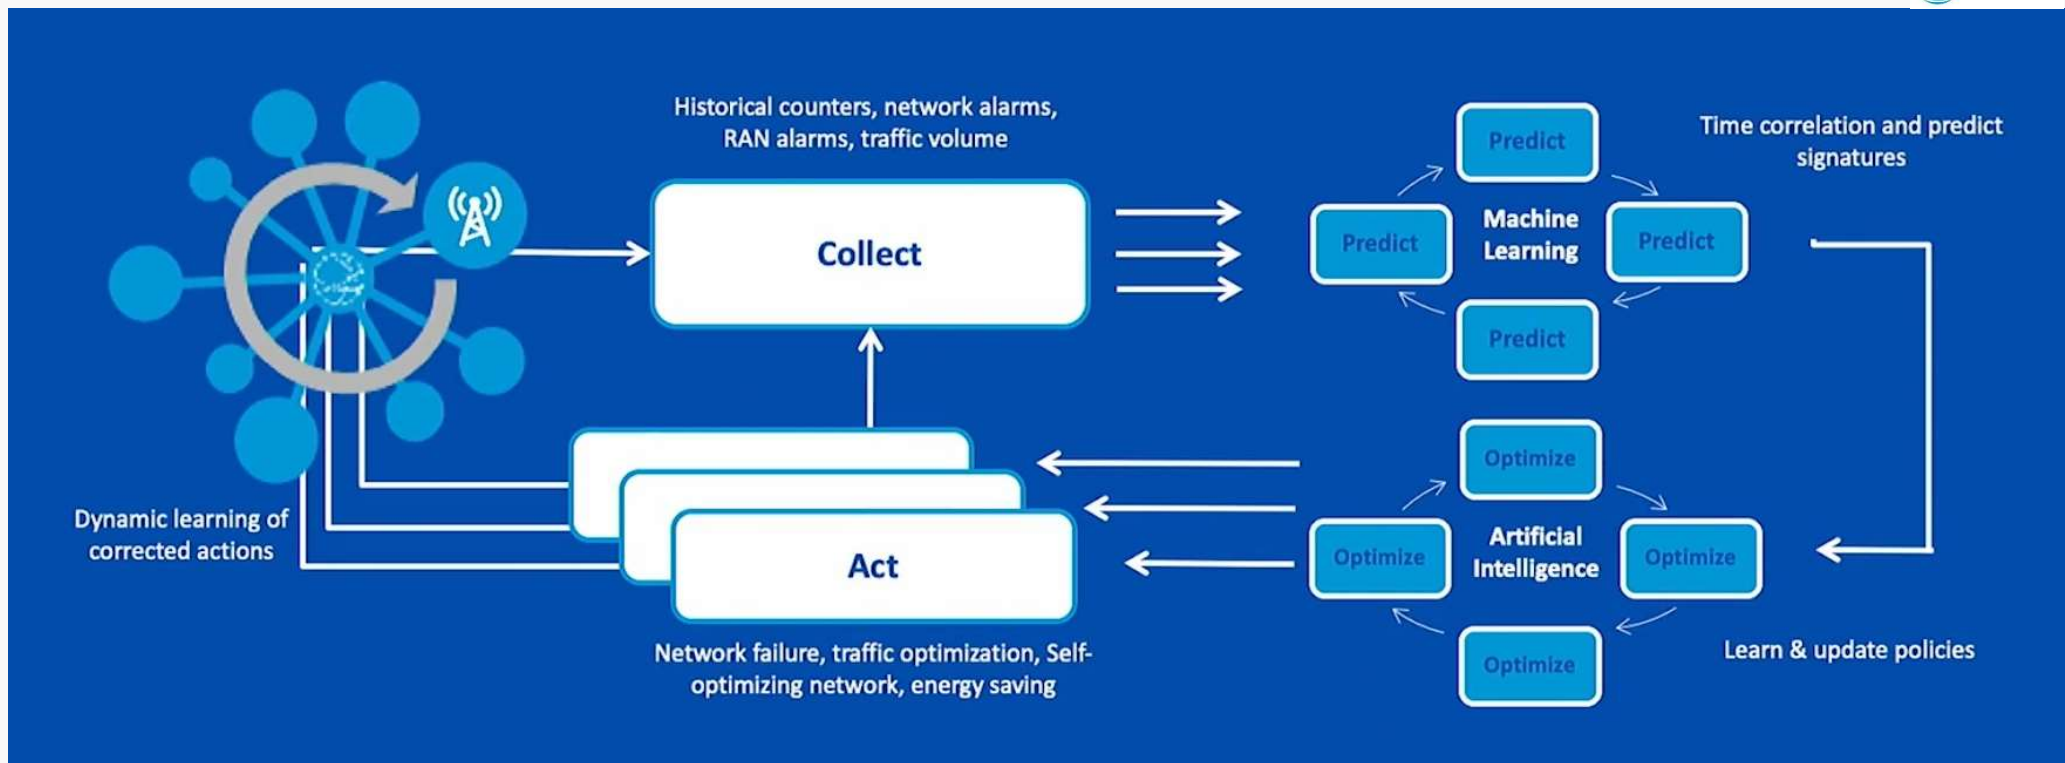 Historical counters, network alarms,
RAN alarms, traffic volume
Collect
Predict
Predict
Machine
Learning
Predict
Predict
Time correlation and predict
signatures
Dynamic learning of
corrected actions
Act
Network failure, traffic optimization, Self-
optimizing network, energy saving
Optimize
Optimize
Artificial
Intelligence
Optimize
Optimize
Learn & update policies